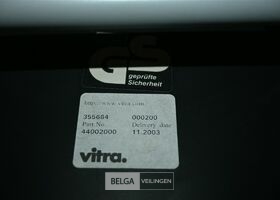 GS
geprüfte
Sicherheit
http://www.vitra.com
355684 000200
Part No. Delivery date
44002000 11.2003
vitra.
BELGA VEILINGEN